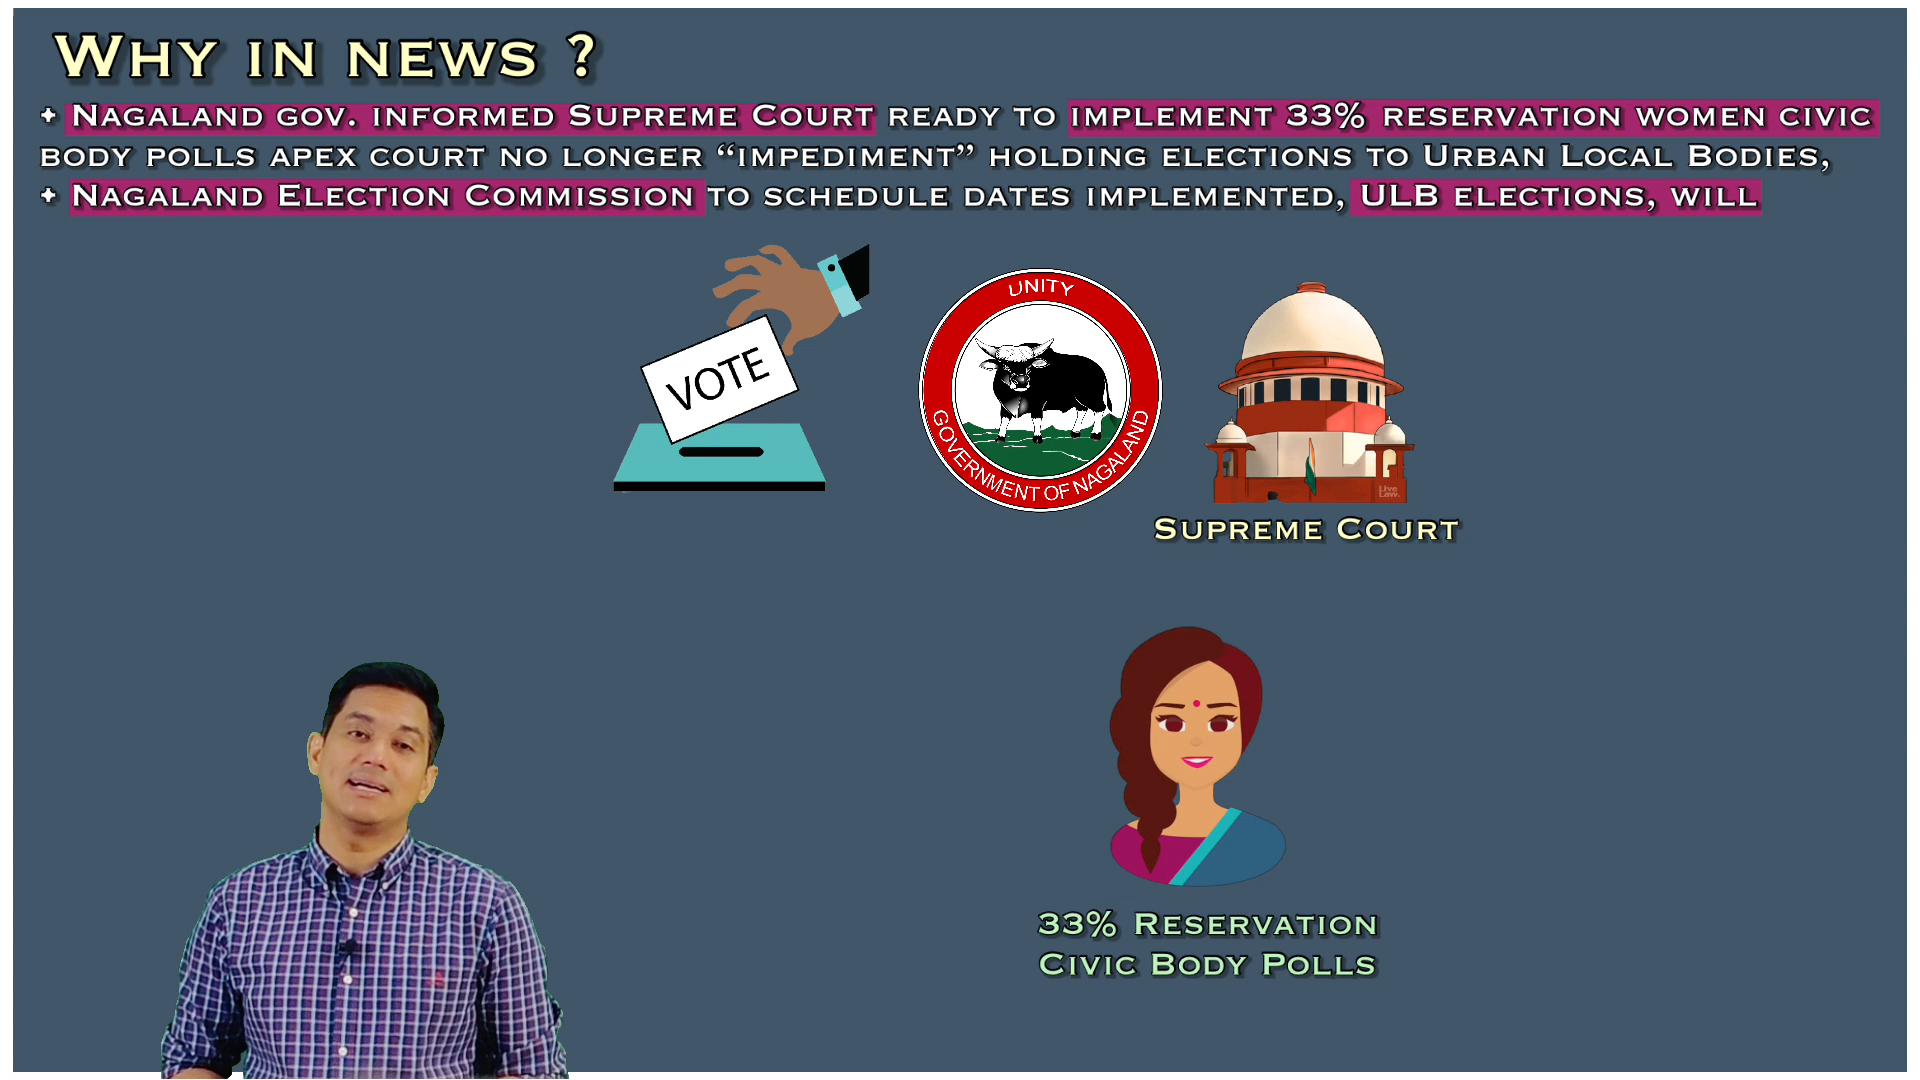 Why in news ?
+ Nagaland gov. informed Supreme Court ready to implement 33% reservation women civic
body polls apex court no longer “impediment” holding elections to Urban Local Bodies,
+ Nagaland Election Commission to schedule dates implemented, ULB elections, will
VOTE
UNITY
GOVERNMENT OF NAGALAND
Live
Law.
Supreme Court
33% Reservation
Civic Body Polls